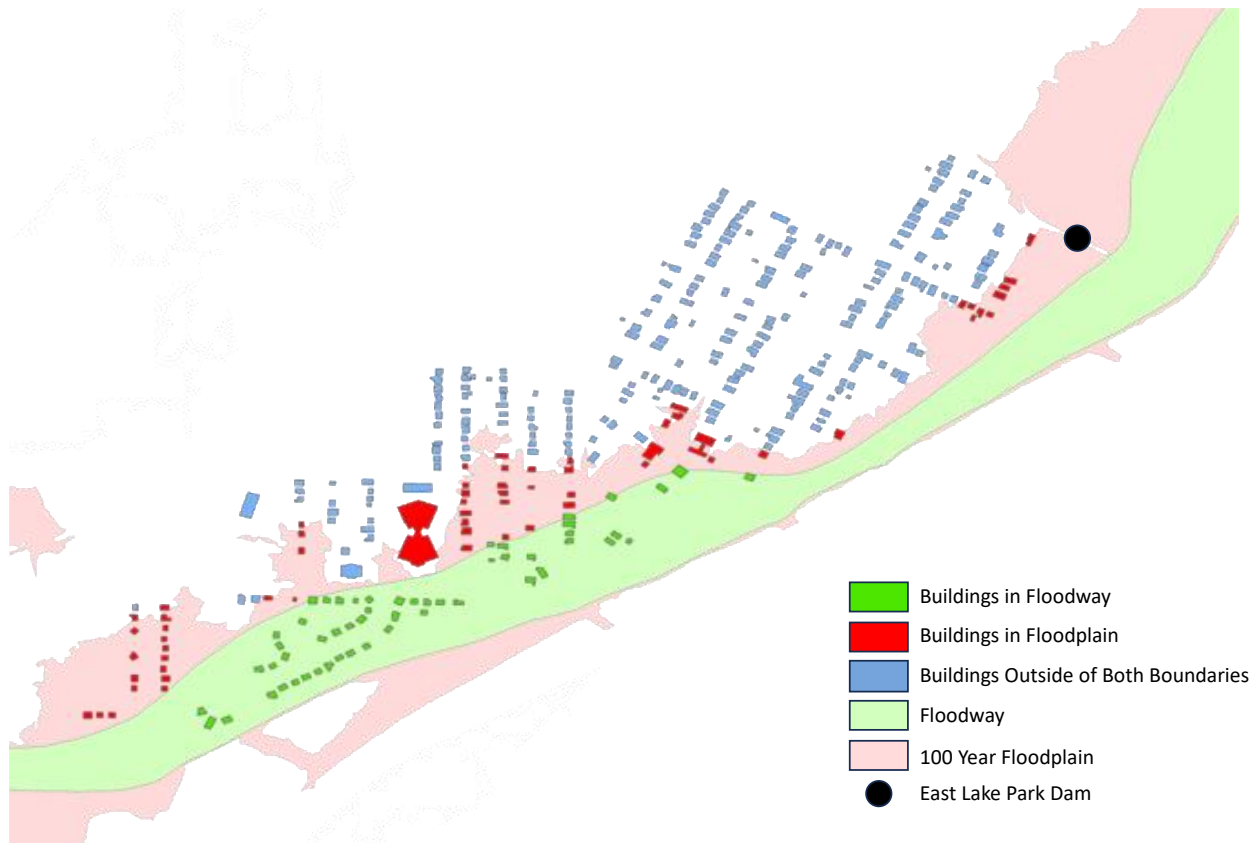 Buildings in Floodway
Buildings in Floodplain
Buildings Outside of Both Boundaries
Floodway
100 Year Floodplain
East Lake Park Dam